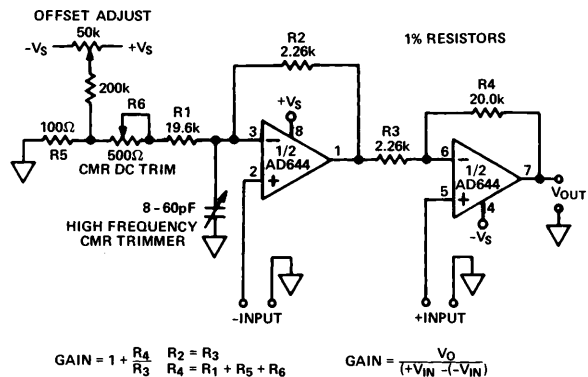 OFFSET ADJUST
50k
−VS +VS
200k
R6
R1
19.6k
100Ω
R5
500Ω
CMR DC TRIM
8 – 60pF
HIGH FREQUENCY
CMR TRIMMER
R2
2.26k
+VS
8
3 –
1/2
AD644
1
2 +
−INPUT
1% RESISTORS
R4
20.0k
R3
2.26k
6 –
1/2
AD644
7
5 +
4
−VS
VOUT
+INPUT
GAIN = 1 + R4/R3 R2 = R3
R4 = R1 + R5 + R6
GAIN = VO/(+VIN −(−VIN)